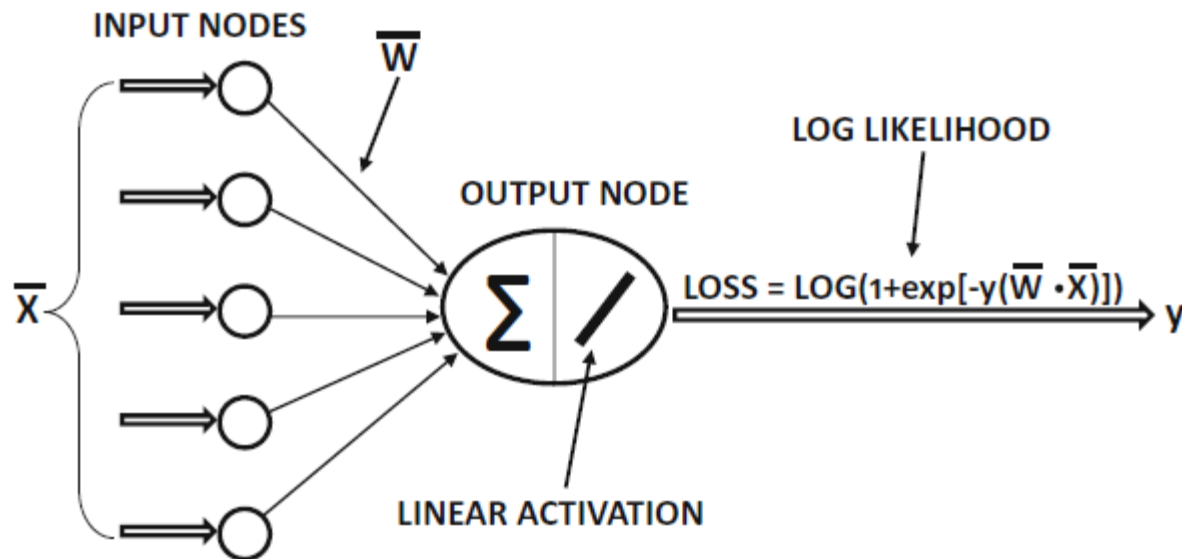 INPUT NODES
W̅
LOG LIKELIHOOD
OUTPUT NODE
X̅
Σ
LOSS = LOG(1+exp[-y(W̅ •X̅)])
y
LINEAR ACTIVATION